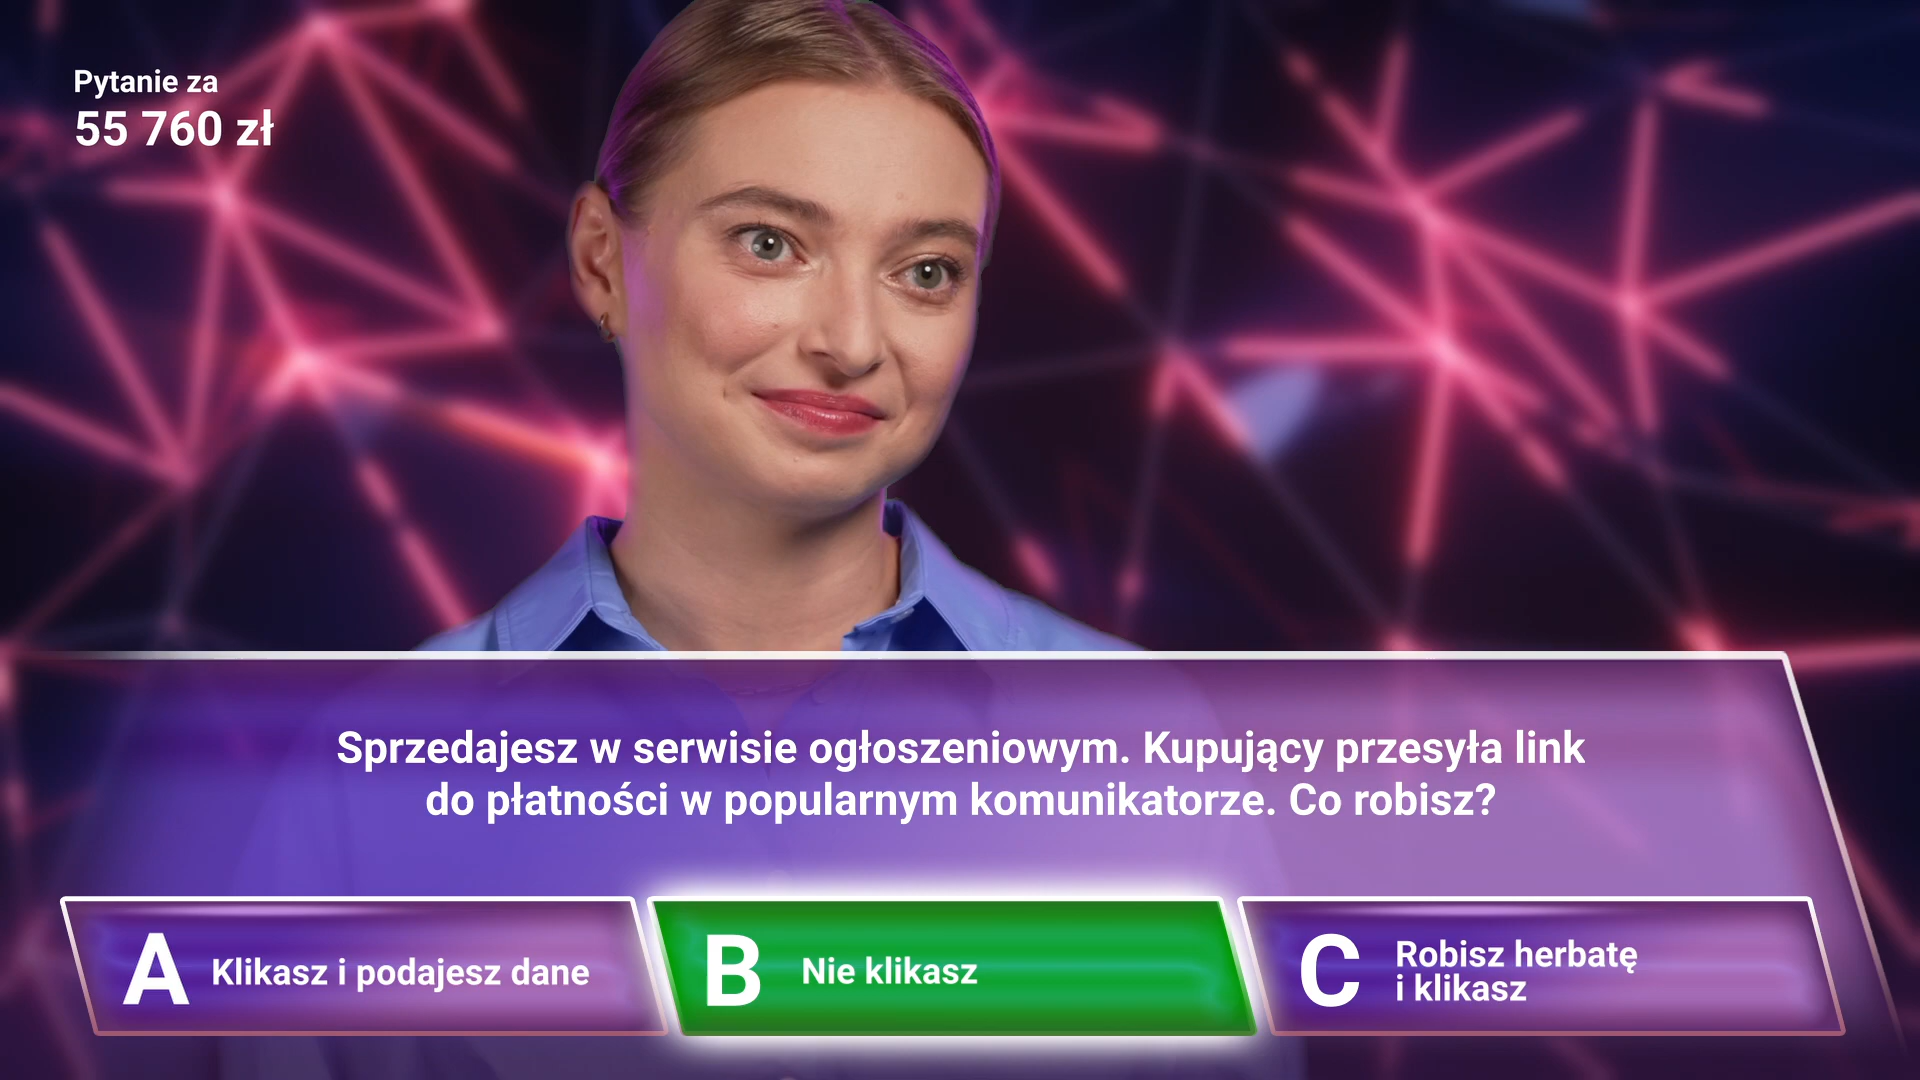 Pytanie za
55 760 zł
Sprzedajesz w serwisie ogłoszeniowym. Kupujący przesyła link
do płatności w popularnym komunikatorze. Co robisz?
A Klikasz i podajesz dane
B Nie klikasz
C Robisz herbatę
i klikasz